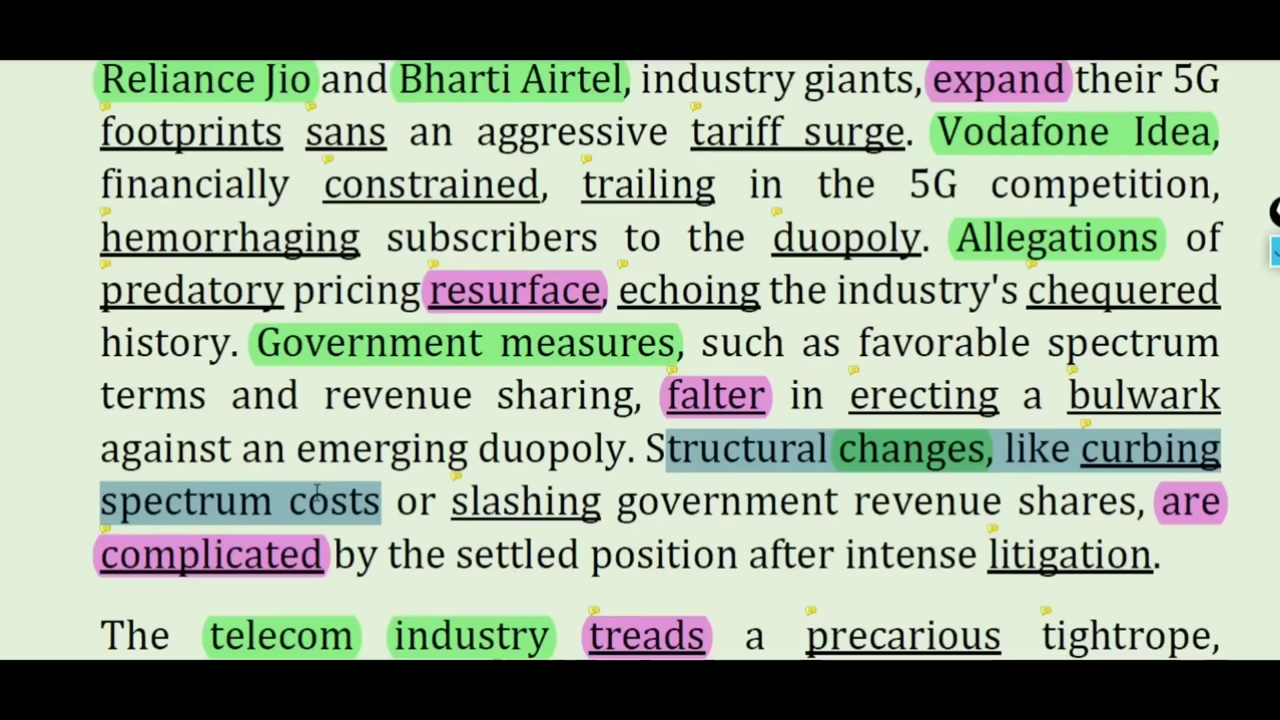 Reliance Jio and Bharti Airtel, industry giants, expand their 5G
footprints sans an aggressive tariff surge. Vodafone Idea,
financially constrained, trailing in the 5G competition,
hemorrhaging subscribers to the duopoly. Allegations of
predatory pricing resurface, echoing the industry's chequered
history. Government measures, such as favorable spectrum
terms and revenue sharing, falter in erecting a bulwark
against an emerging duopoly. Structural changes, like curbing
spectrum costs or slashing government revenue shares, are
complicated by the settled position after intense litigation.
The telecom industry treads a precarious tightrope,